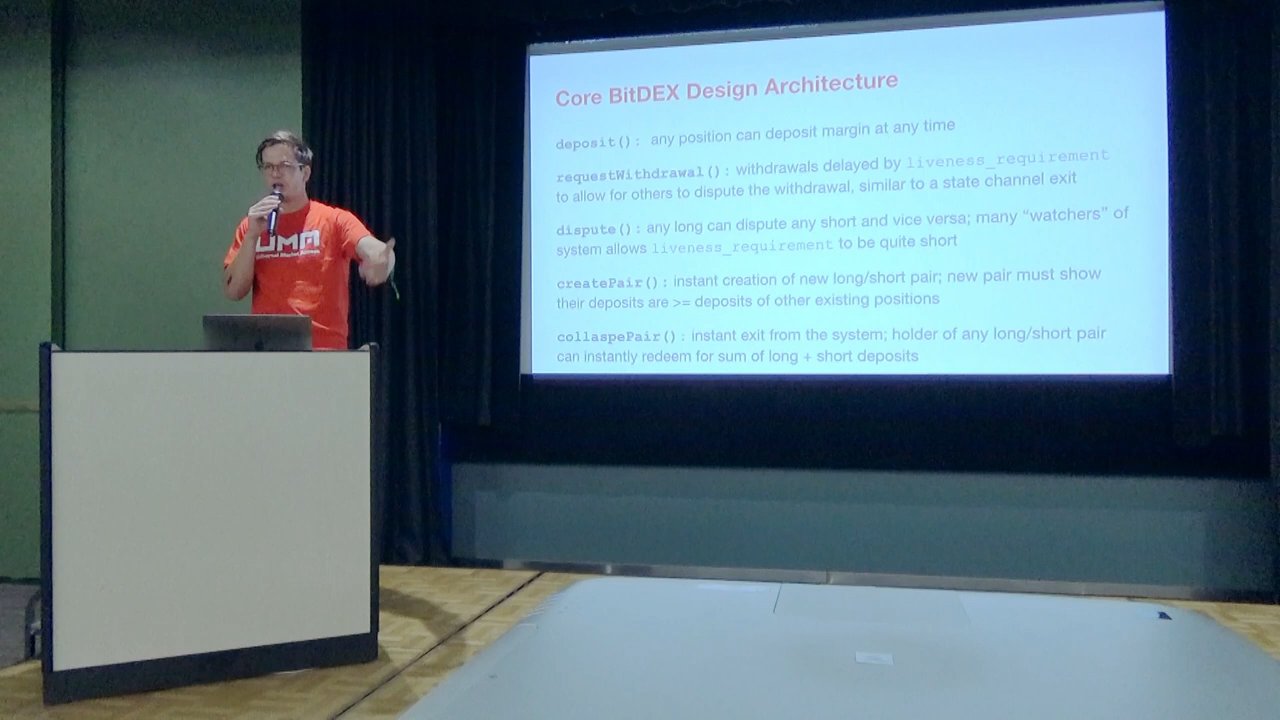 UMA
Universal Market Access
Core BitDEX Design Architecture
deposit(): any position can deposit margin at any time
requestWithdrawal(): withdrawals delayed by liveness_requirement
to allow for others to dispute the withdrawal, similar to a state channel exit
dispute(): any long can dispute any short and vice versa; many “watchers” of
system allows liveness_requirement to be quite short
createPair(): instant creation of new long/short pair; new pair must show
their deposits are >= deposits of other existing positions
collaspePair(): instant exit from the system; holder of any long/short pair
can instantly redeem for sum of long + short deposits